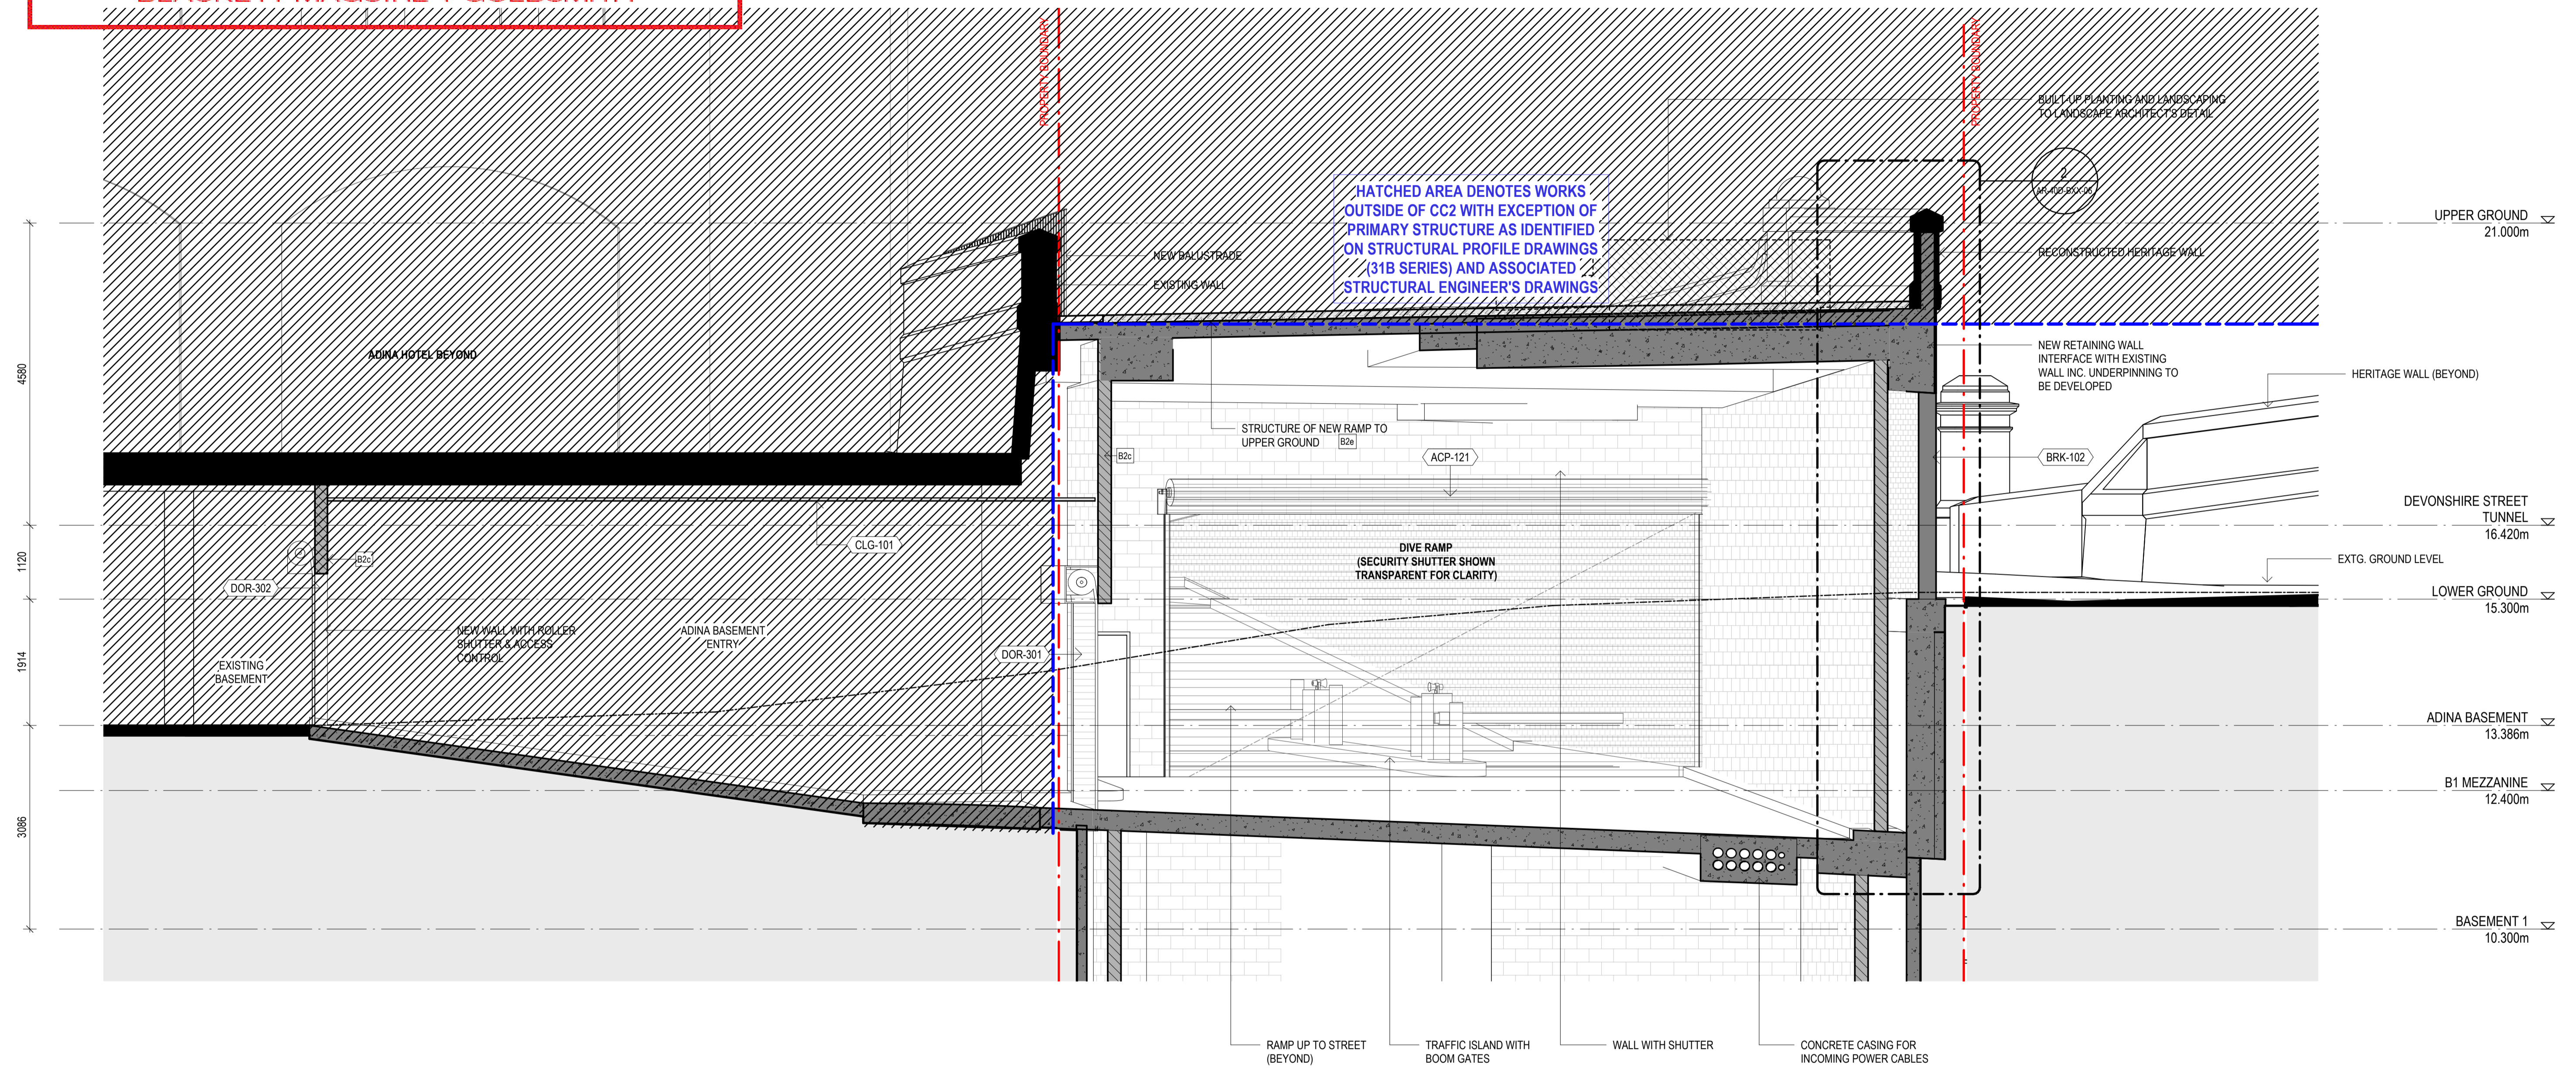 PROPERTY BOUNDARY
PROPERTY BOUNDARY
BUILT-UP PLANTING AND LANDSCAPING
TO LANDSCAPE ARCHITECT'S DETAIL
2
AR-40D-BXX-06
HATCHED AREA DENOTES WORKS
OUTSIDE OF CC2 WITH EXCEPTION OF
PRIMARY STRUCTURE AS IDENTIFIED
ON STRUCTURAL PROFILE DRAWINGS
(31B SERIES) AND ASSOCIATED
STRUCTURAL ENGINEER'S DRAWINGS
UPPER GROUND
21.000m
NEW BALUSTRADE
EXISTING WALL
RECONSTRUCTED HERITAGE WALL
ADINA HOTEL BEYOND
NEW RETAINING WALL
INTERFACE WITH EXISTING
WALL INC. UNDERPINNING TO
BE DEVELOPED
HERITAGE WALL (BEYOND)
4580
STRUCTURE OF NEW RAMP TO
UPPER GROUND
B2e
B2c
ACP-121
BRK-102
DEVONSHIRE STREET
TUNNEL
16.420m
CLG-101
DIVE RAMP
(SECURITY SHUTTER SHOWN
TRANSPARENT FOR CLARITY)
B2c
EXTG. GROUND LEVEL
1120
DOR-302
LOWER GROUND
15.300m
NEW WALL WITH ROLLER
SHUTTER & ACCESS
CONTROL
ADINA BASEMENT
ENTRY
DOR-301
EXISTING
BASEMENT
1914
ADINA BASEMENT
13.386m
B1 MEZZANINE
12.400m
3086
BASEMENT 1
10.300m
RAMP UP TO STREET
(BEYOND)
TRAFFIC ISLAND WITH
BOOM GATES
WALL WITH SHUTTER
CONCRETE CASING FOR
INCOMING POWER CABLES